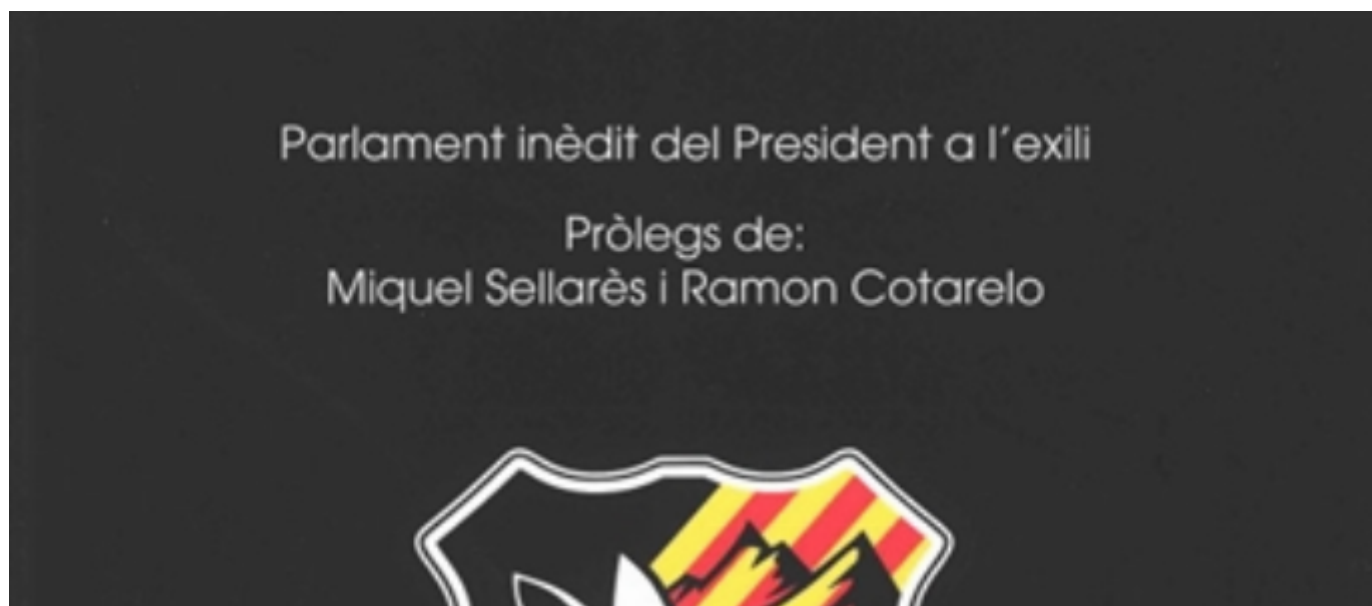 Parlament inèdit del President a l'exili
Pròlegs de:
Miquel Sellarès i Ramon Cotarelo